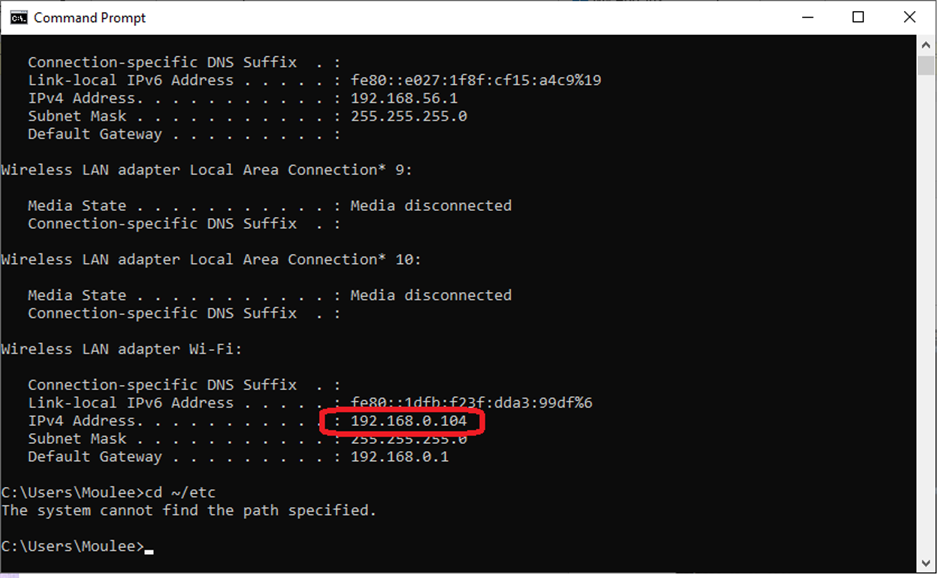 Command Prompt
Connection-specific DNS Suffix  . :
Link-local IPv6 Address . . . . . : fe80::e027:1f8f:cf15:a4c9%19
IPv4 Address. . . . . . . . . . . : 192.168.56.1
Subnet Mask . . . . . . . . . . . : 255.255.255.0
Default Gateway . . . . . . . . . :
Wireless LAN adapter Local Area Connection* 9:
Media State . . . . . . . . . . . : Media disconnected
Connection-specific DNS Suffix  . :
Wireless LAN adapter Local Area Connection* 10:
Media State . . . . . . . . . . . : Media disconnected
Connection-specific DNS Suffix  . :
Wireless LAN adapter Wi-Fi:
Connection-specific DNS Suffix  . :
Link-local IPv6 Address . . . . . : fe80::1dfb:f23f:dda3:99df%6
IPv4 Address. . . . . . . . . . . : 192.168.0.104
Subnet Mask . . . . . . . . . . . : 255.255.255.0
Default Gateway . . . . . . . . . : 192.168.0.1
C:\Users\Moulee>cd ~/etc
The system cannot find the path specified.
C:\Users\Moulee>